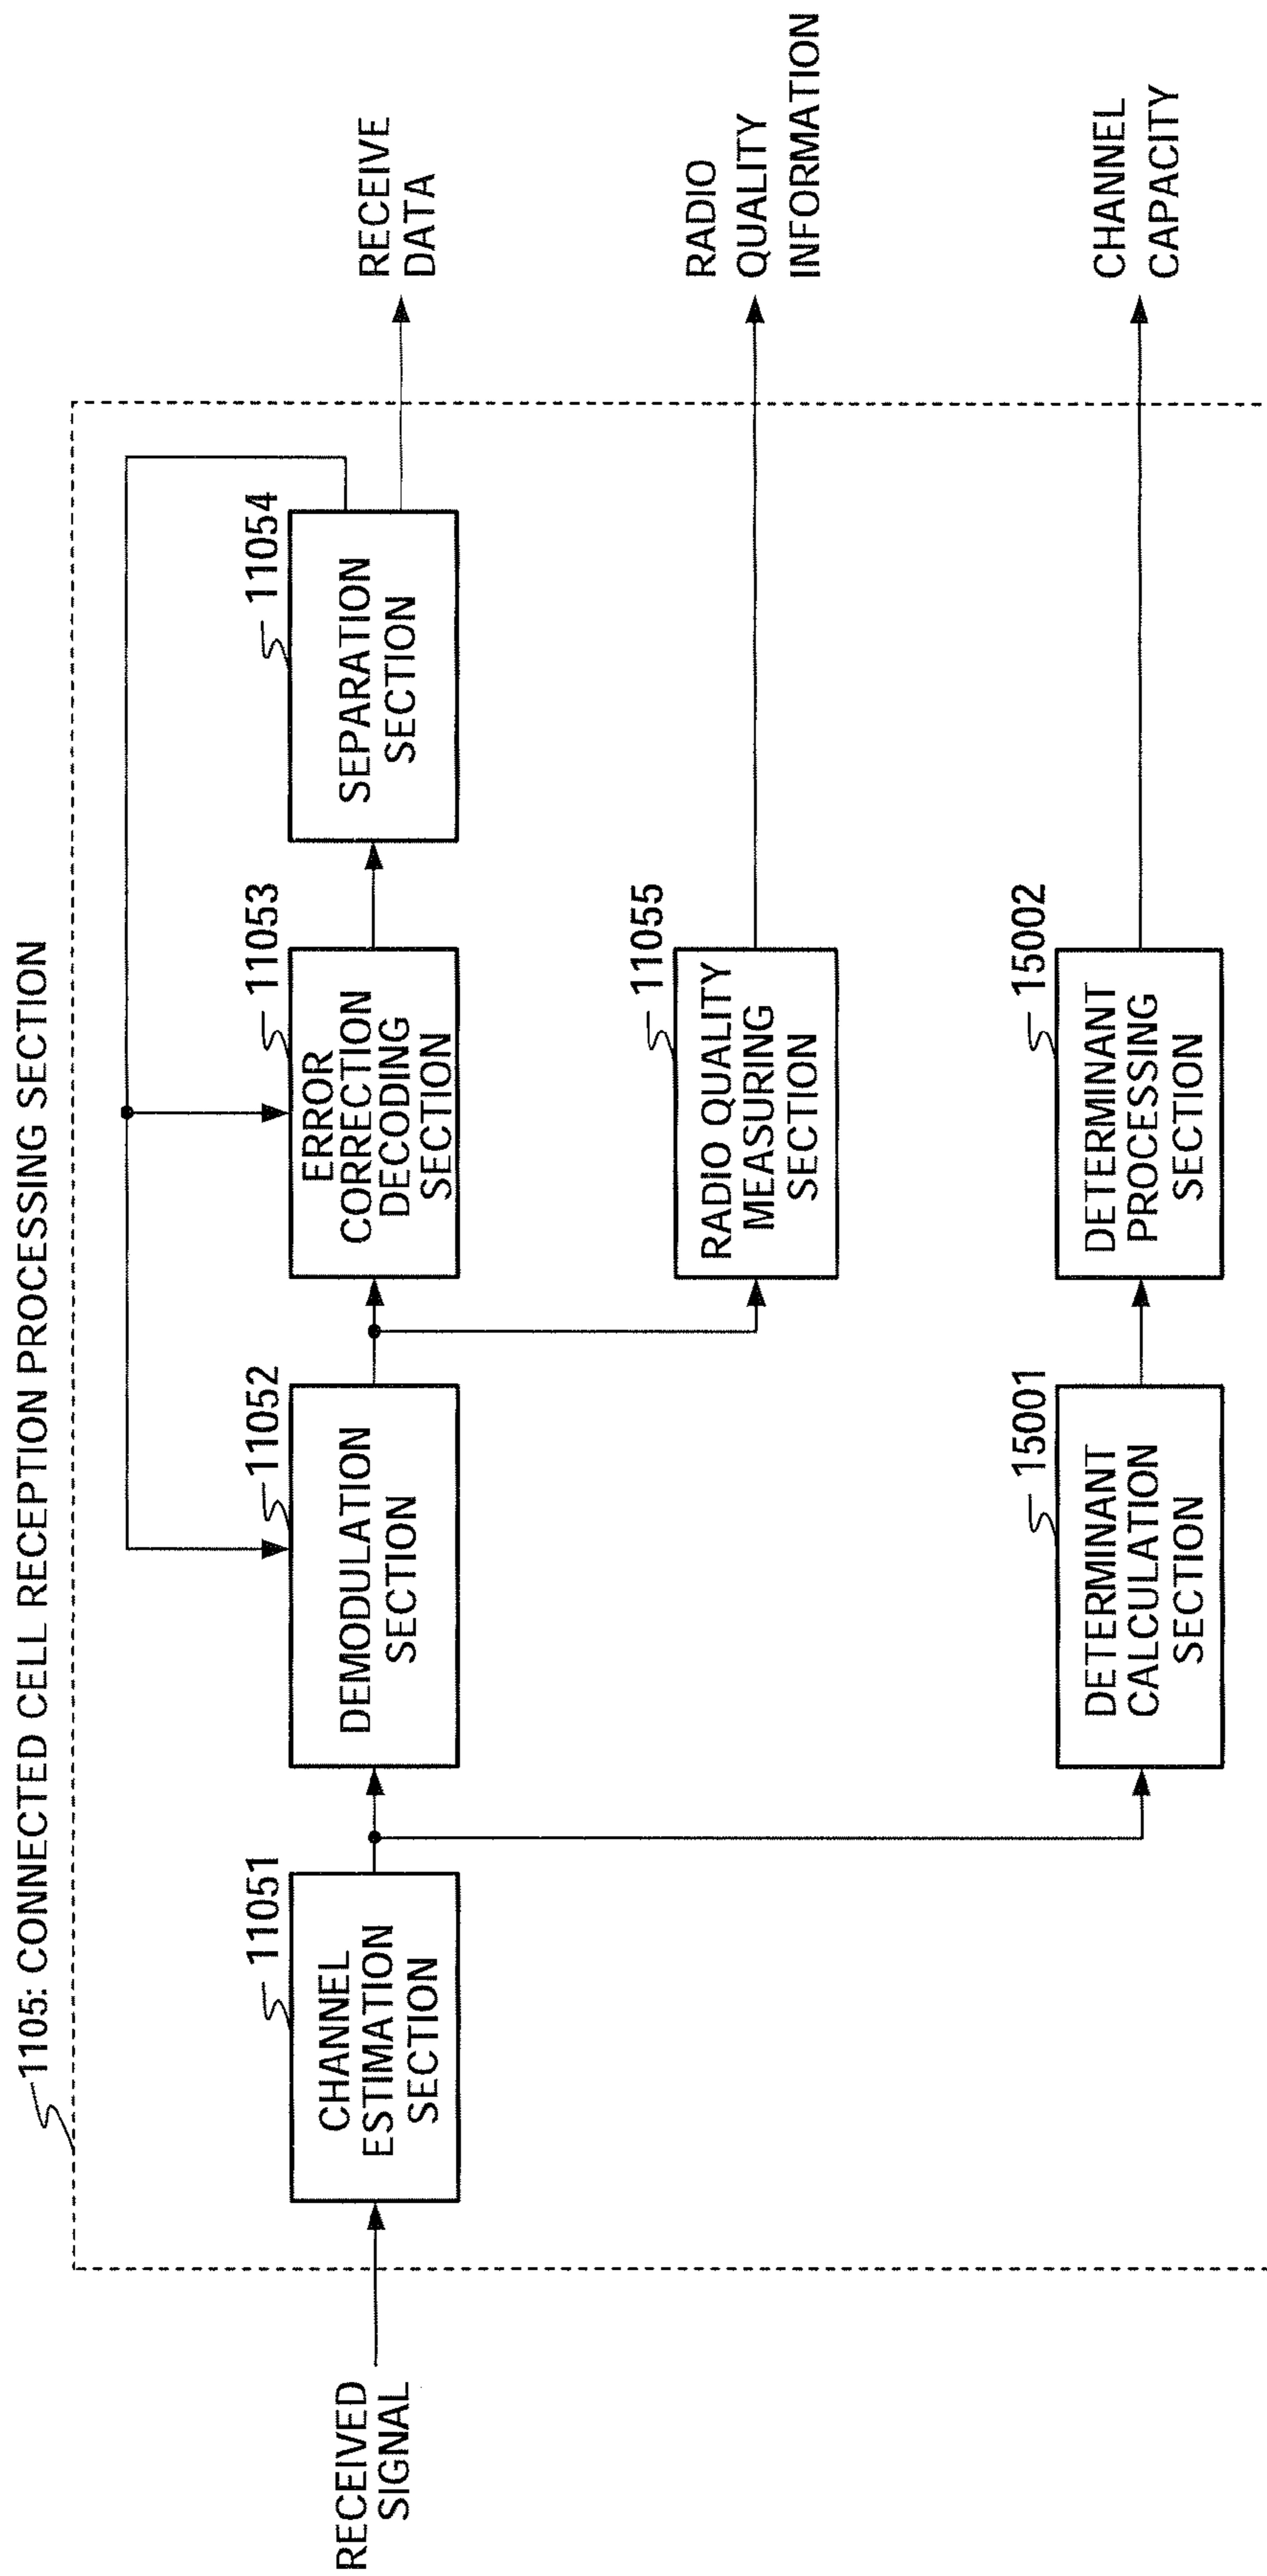 1105: CONNECTED CELL RECEPTION PROCESSING SECTION
RECEIVED
SIGNAL
11051
CHANNEL
ESTIMATION
SECTION
11052
DEMODULATION
SECTION
11053
ERROR
CORRECTION
DECODING
SECTION
11054
SEPARATION
SECTION
RECEIVE
DATA
11055
RADIO QUALITY
MEASURING
SECTION
RADIO
QUALITY
INFORMATION
15001
DETERMINANT
CALCULATION
SECTION
15002
DETERMINANT
PROCESSING
SECTION
CHANNEL
CAPACITY